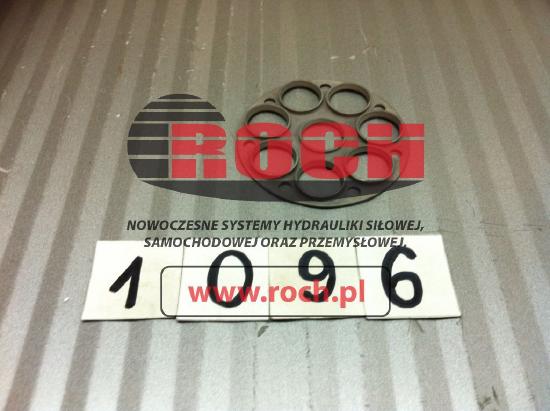 ROCH
NOWOCZESNE SYSTEMY HYDRAULIKI SIŁOWEJ,
SAMOCHODOWEJ ORAZ PRZEMYSŁOWEJ.
1 0 9 6
www.roch.pl